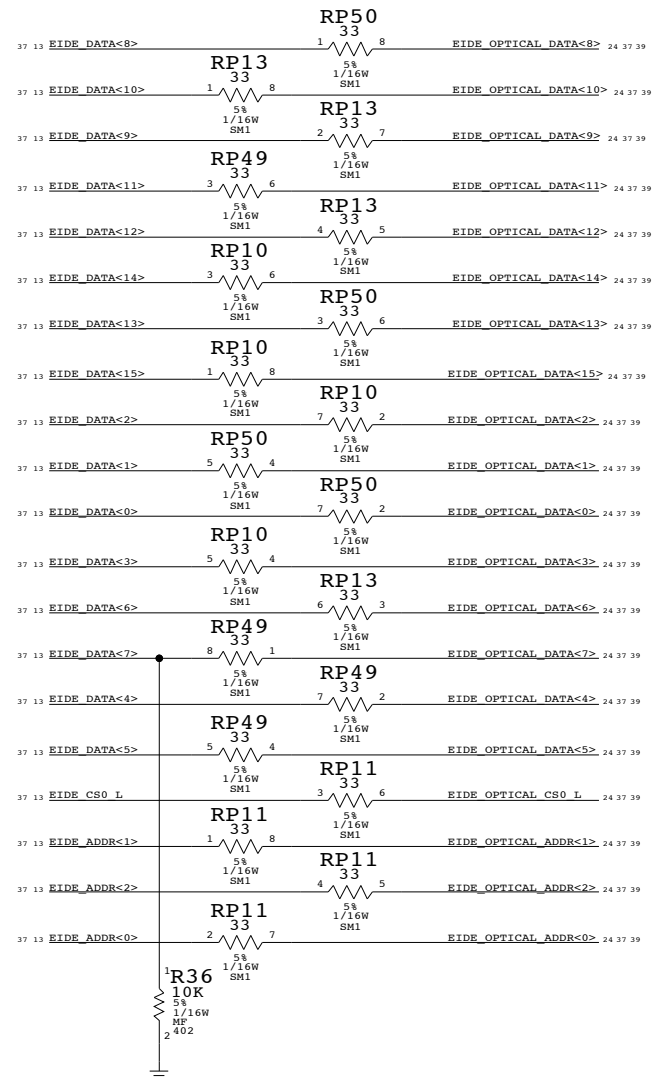 RP50
33
37 13 EIDE_DATA<8> 1 8 EIDE_OPTICAL_DATA<8> 24 37 39
5%
1/16W
SM1
RP13
33
37 13 EIDE_DATA<10> 1 8 EIDE_OPTICAL_DATA<10> 24 37 39
5%
1/16W
SM1
RP13
33
37 13 EIDE_DATA<9> 2 7 EIDE_OPTICAL_DATA<9> 24 37 39
5%
1/16W
SM1
RP49
33
37 13 EIDE_DATA<11> 3 6 EIDE_OPTICAL_DATA<11> 24 37 39
5%
1/16W
SM1
RP13
33
37 13 EIDE_DATA<12> 4 5 EIDE_OPTICAL_DATA<12> 24 37 39
5%
1/16W
SM1
RP10
33
37 13 EIDE_DATA<14> 3 6 EIDE_OPTICAL_DATA<14> 24 37 39
5%
1/16W
SM1
RP50
33
37 13 EIDE_DATA<13> 3 6 EIDE_OPTICAL_DATA<13> 24 37 39
5%
1/16W
SM1
RP10
33
37 13 EIDE_DATA<15> 1 8 EIDE_OPTICAL_DATA<15> 24 37 39
5%
1/16W
SM1
RP10
33
37 13 EIDE_DATA<2> 7 2 EIDE_OPTICAL_DATA<2> 24 37 39
5%
1/16W
SM1
RP50
33
37 13 EIDE_DATA<1> 5 4 EIDE_OPTICAL_DATA<1> 24 37 39
5%
1/16W
SM1
RP50
33
37 13 EIDE_DATA<0> 7 2 EIDE_OPTICAL_DATA<0> 24 37 39
5%
1/16W
SM1
RP10
33
37 13 EIDE_DATA<3> 5 4 EIDE_OPTICAL_DATA<3> 24 37 39
5%
1/16W
SM1
RP13
33
37 13 EIDE_DATA<6> 6 3 EIDE_OPTICAL_DATA<6> 24 37 39
5%
1/16W
SM1
RP49
33
37 13 EIDE_DATA<7> 8 1 EIDE_OPTICAL_DATA<7> 24 37 39
5%
1/16W
SM1
RP49
33
37 13 EIDE_DATA<4> 7 2 EIDE_OPTICAL_DATA<4> 24 37 39
5%
1/16W
SM1
RP49
33
37 13 EIDE_DATA<5> 5 4 EIDE_OPTICAL_DATA<5> 24 37 39
5%
1/16W
SM1
RP11
33
37 13 EIDE_CS0_L 3 6 EIDE_OPTICAL_CS0_L 24 37 39
5%
1/16W
SM1
RP11
33
37 13 EIDE_ADDR<1> 1 8 EIDE_OPTICAL_ADDR<1> 24 37 39
5%
1/16W
SM1
RP11
33
37 13 EIDE_ADDR<2> 4 5 EIDE_OPTICAL_ADDR<2> 24 37 39
5%
1/16W
SM1
RP11
33
37 13 EIDE_ADDR<0> 2 7 EIDE_OPTICAL_ADDR<0> 24 37 39
5%
1/16W
SM1
1 R36
10K
5%
1/16W
MF
2 402